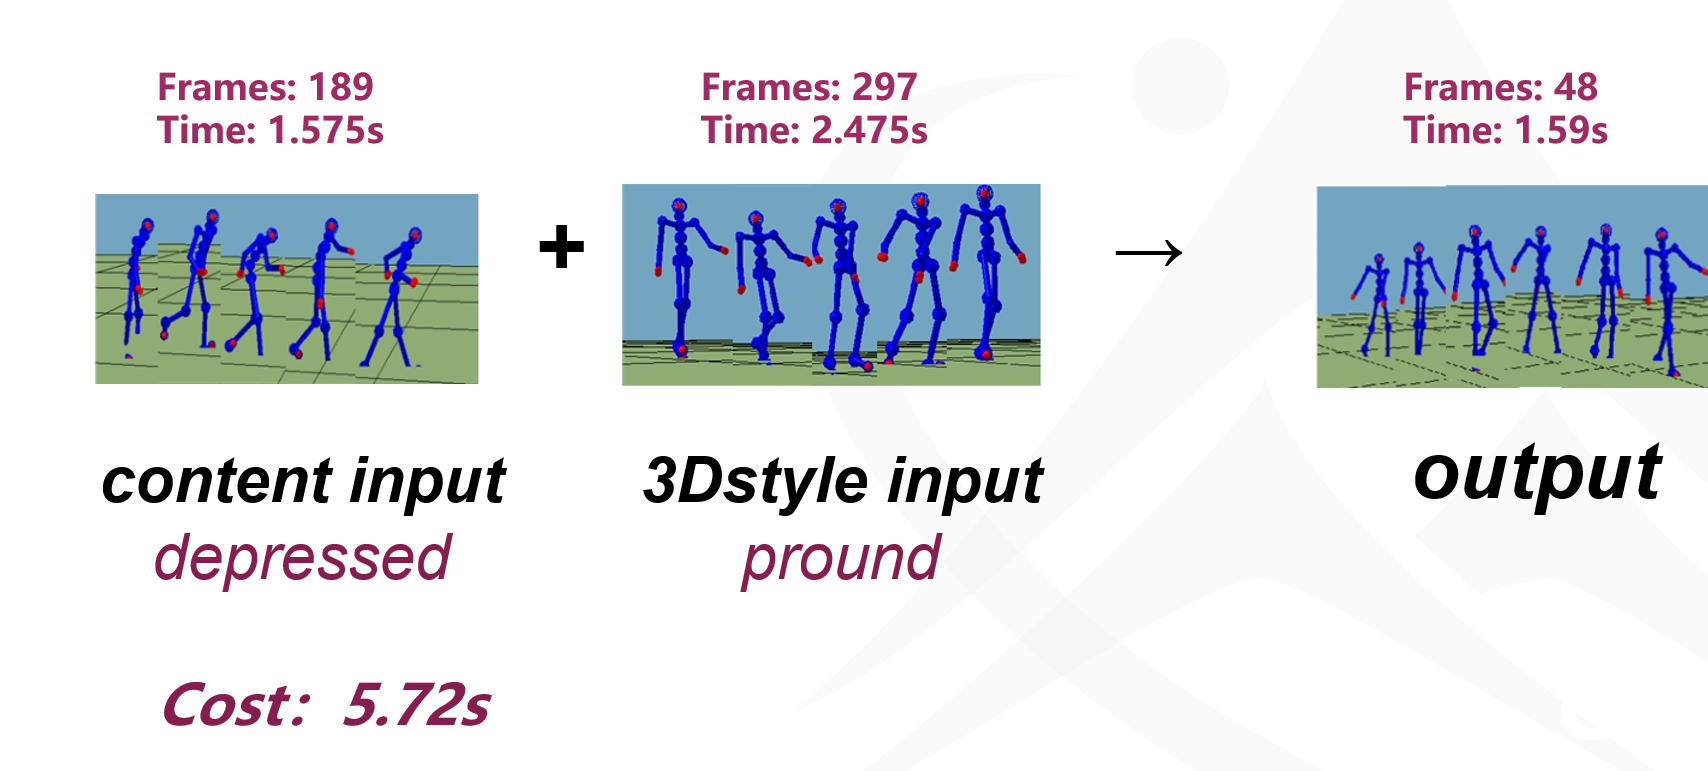 Frames: 189
Time: 1.575s
Frames: 297
Time: 2.475s
Frames: 48
Time: 1.59s
+
→
content input
depressed
3Dstyle input
pround
output
Cost: 5.72s